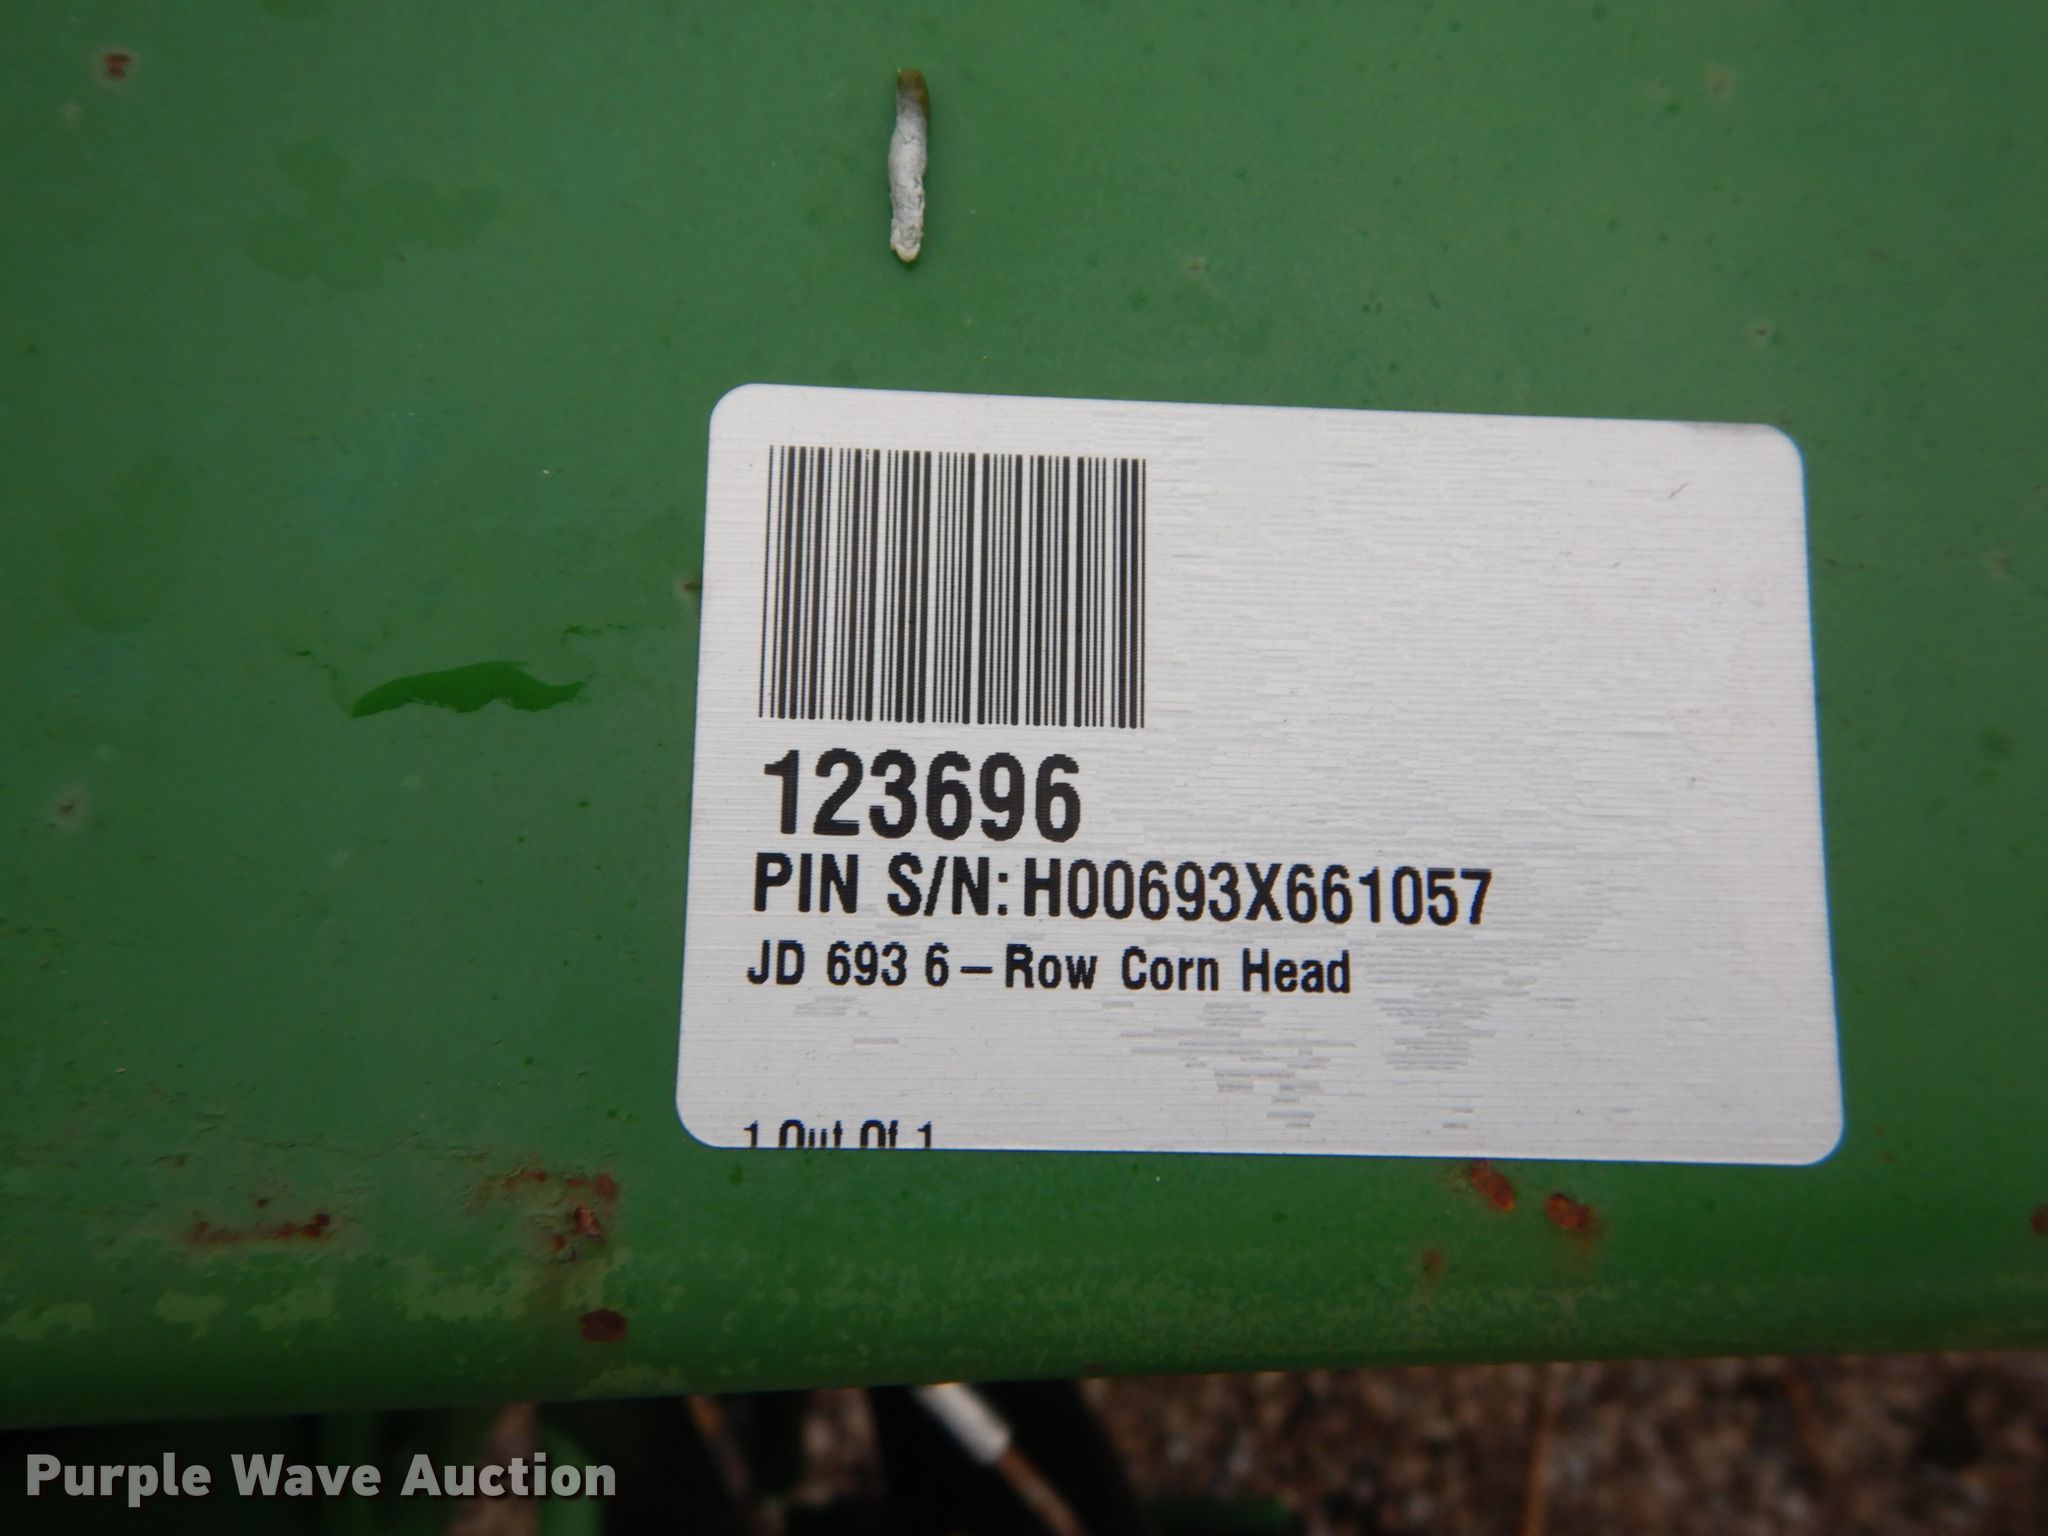 123696
PIN S/N: H00693X661057
JD 693 6-Row Corn Head
1 Out Of 1
Purple Wave Auction